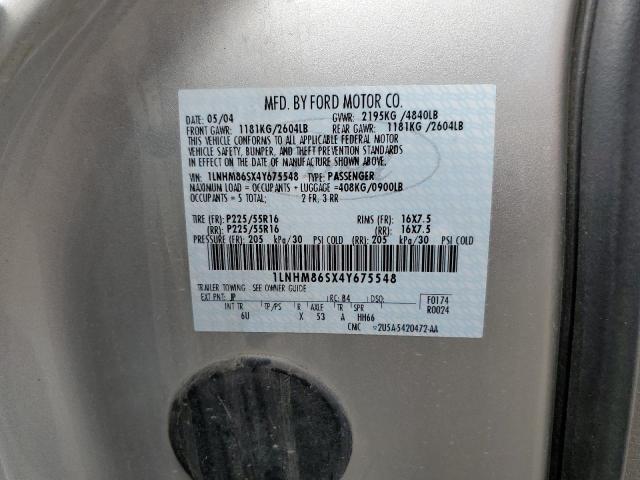 MFD. BY FORD MOTOR CO.
DATE: 05/04 GVWR: 2195KG /4840LB
FRONT GAWR: 1181KG/2604LB REAR GAWR: 1181KG /2604LB
THIS VEHICLE CONFORMS TO ALL APPLICABLE FEDERAL MOTOR
VEHICLE SAFETY, BUMPER, AND THEFT PREVENTION STANDARDS
IN EFFECT ON THE DATE OF MANUFACTURE SHOWN ABOVE.
VIN: 1LNHM86SX4Y675548 TYPE: PASSENGER
MAXIMUM LOAD = OCCUPANTS + LUGGAGE =408KG/0900LB
OCCUPANTS = 5 TOTAL; 2 FR, 3 RR
TIRE (FR): P225/55R16 RIMS (FR): 16X7.5
(RR): P225/55R16 (RR): 16X7.5
PRESSURE (FR): 205 kPa/30 PSI COLD (RR): 205 kPa/30 PSI COLD
1LNHM86SX4Y675548
TRAILER TOWING: SEE OWNER GUIDE
EXT PNT: JP RC: 84 DSO: F0174
INT TR TP/PS R AXLE TR SPR R0024
6U X 53 A HH66
CMC 2U5A-5420472-AA